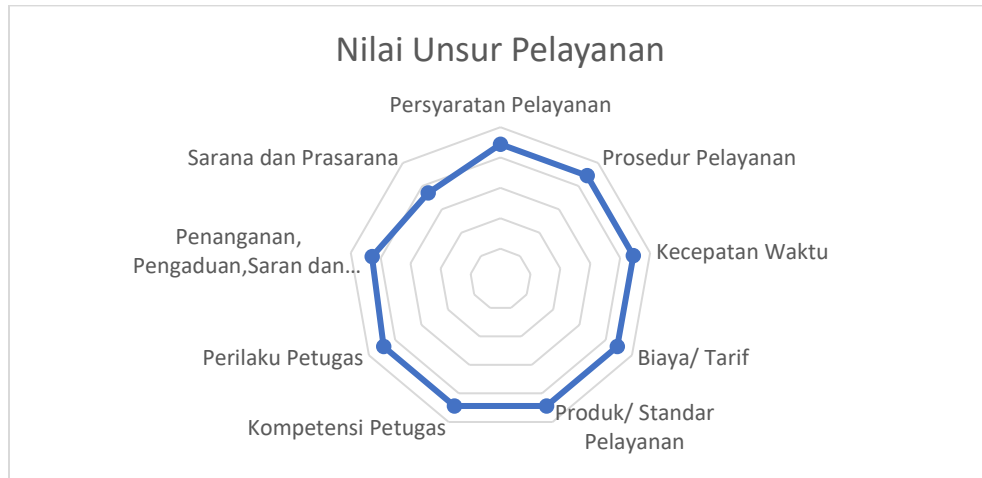 Nilai Unsur Pelayanan
Persyaratan Pelayanan
Prosedur Pelayanan
Kecepatan Waktu
Biaya/ Tarif
Produk/ Standar
Pelayanan
Kompetensi Petugas
Perilaku Petugas
Penanganan,
Pengaduan,Saran dan...
Sarana dan Prasarana